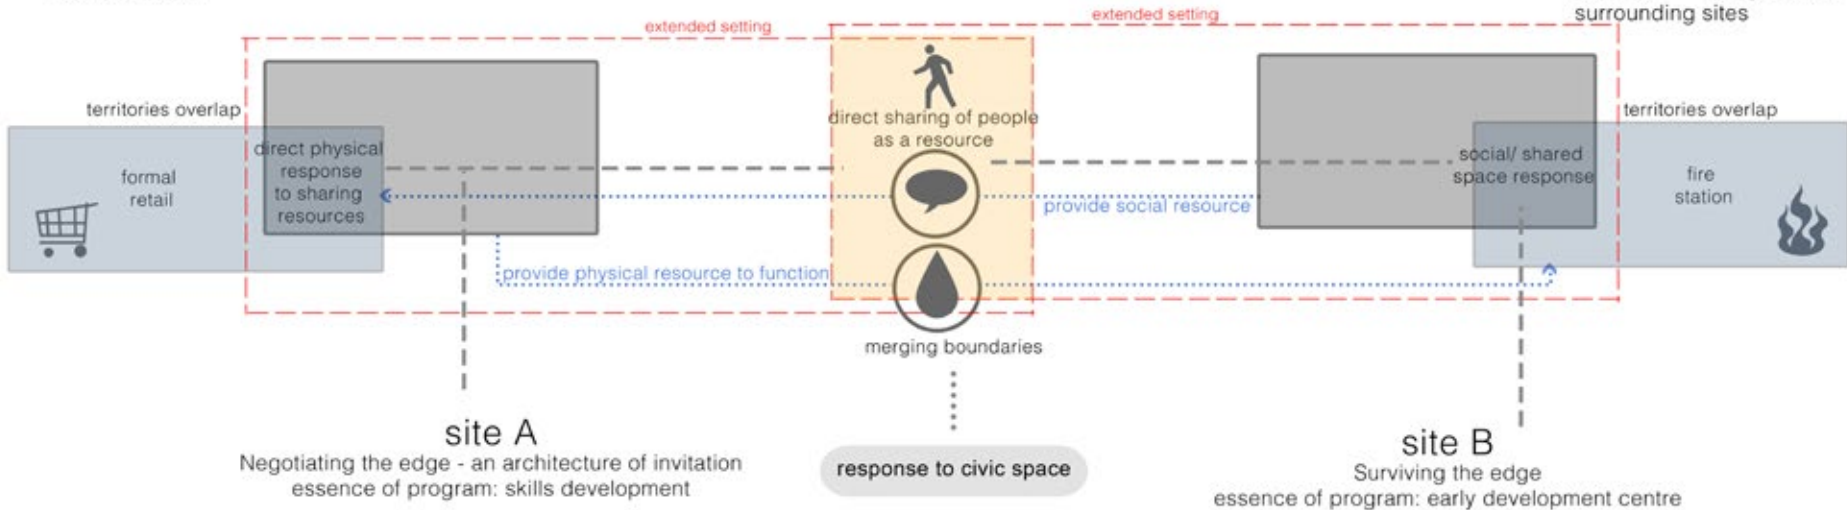 extended setting
extended setting
surrounding sites
territories overlap
territories overlap
formal
retail
direct physical
response
to sharing
resources
direct sharing of people
as a resource
social/ shared
space response
fire
station
provide social resource
provide physical resource to function
merging boundaries
site A
Negotiating the edge - an architecture of invitation
essence of program: skills development
response to civic space
site B
Surviving the edge
essence of program: early development centre